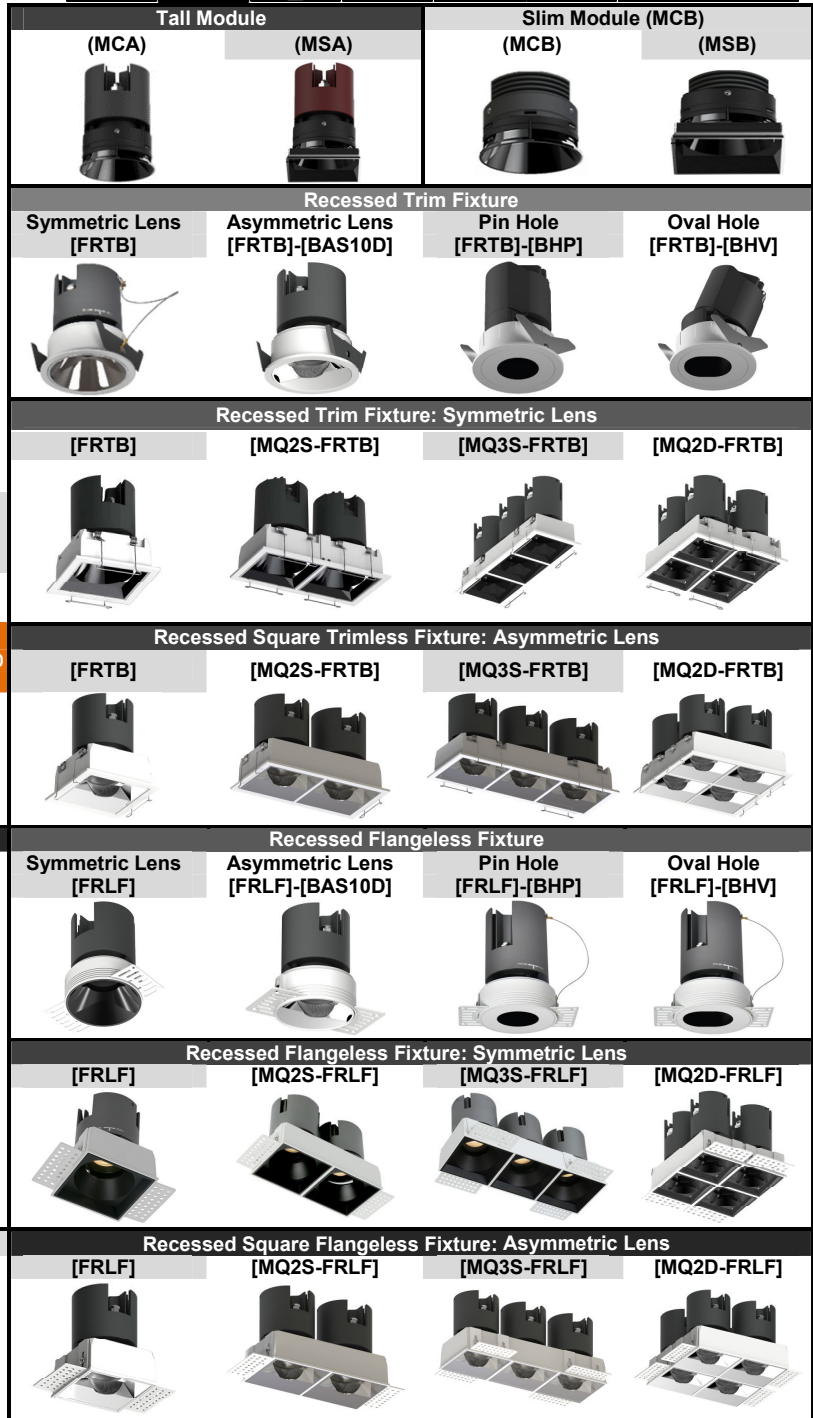 Tall Module
Slim Module (MCB)
(MCA)
(MSA)
(MCB)
(MSB)
Recessed Trim Fixture
Symmetric Lens
[FRTB]
Asymmetric Lens
[FRTB]-[BAS10D]
Pin Hole
[FRTB]-[BHP]
Oval Hole
[FRTB]-[BHV]
Recessed Trim Fixture: Symmetric Lens
[FRTB]
[MQ2S-FRTB]
[MQ3S-FRTB]
[MQ2D-FRTB]
Recessed Square Trimless Fixture: Asymmetric Lens
[FRTB]
[MQ2S-FRTB]
[MQ3S-FRTB]
[MQ2D-FRTB]
Recessed Flangeless Fixture
Symmetric Lens
[FRLF]
Asymmetric Lens
[FRLF]-[BAS10D]
Pin Hole
[FRLF]-[BHP]
Oval Hole
[FRLF]-[BHV]
Recessed Flangeless Fixture: Symmetric Lens
[FRLF]
[MQ2S-FRLF]
[MQ3S-FRLF]
[MQ2D-FRLF]
Recessed Square Flangeless Fixture: Asymmetric Lens
[FRLF]
[MQ2S-FRLF]
[MQ3S-FRLF]
[MQ2D-FRLF]